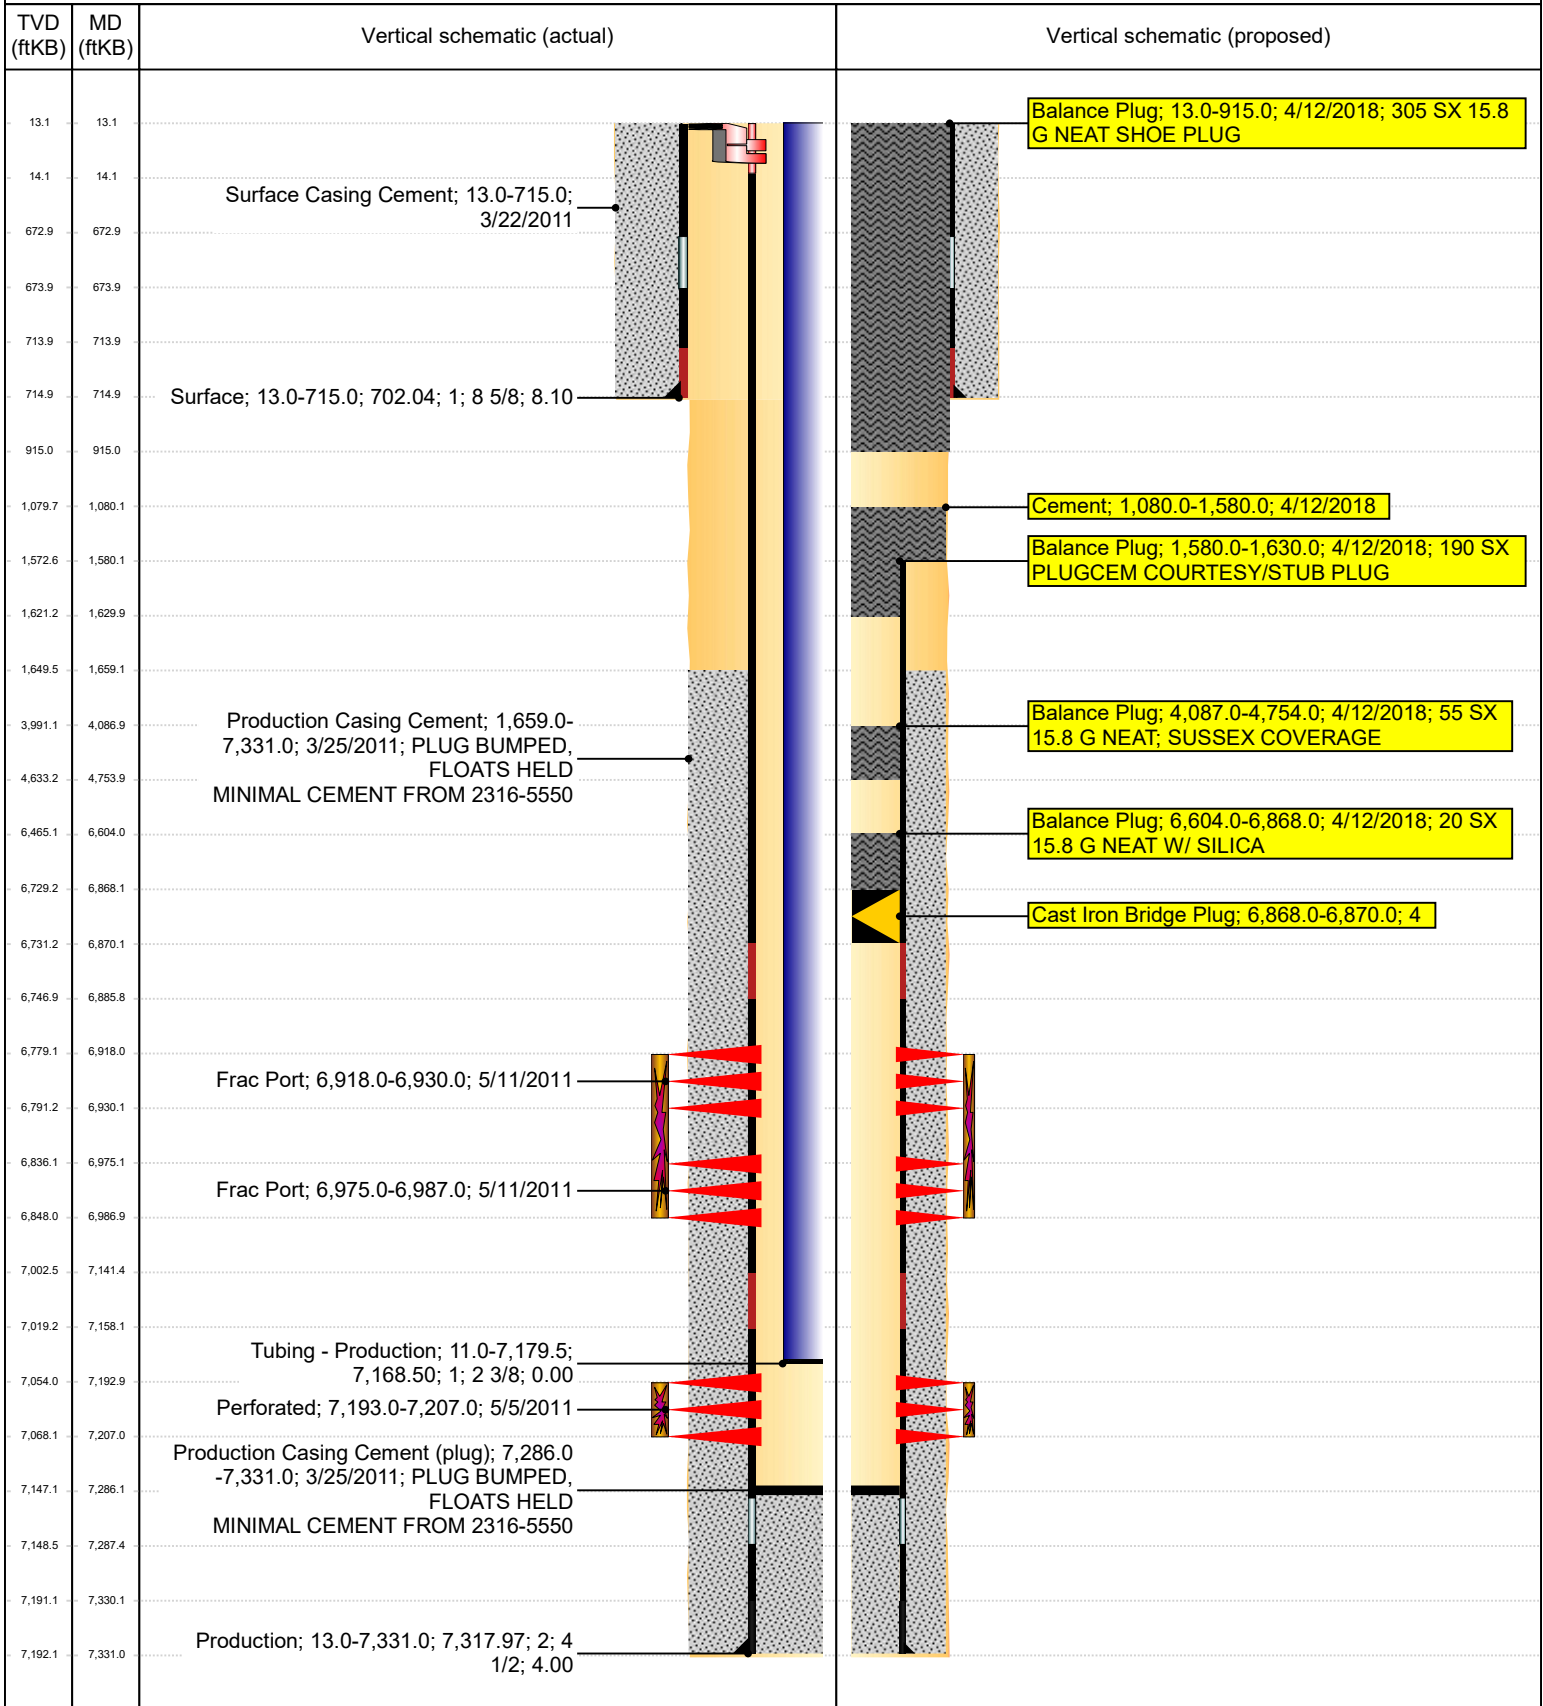 TVD (ftKB)
MD (ftKB)
Vertical schematic (actual)
Vertical schematic (proposed)
13.1 13.1
14.1 14.1
672.9 672.9
673.9 673.9
713.9 713.9
714.9 714.9
915.0 915.0
1,079.7 1,080.1
1,572.6 1,580.1
1,621.2 1,629.9
1,649.5 1,659.1
3,991.1 4,086.9
4,633.2 4,753.9
6,465.1 6,604.0
6,729.2 6,868.1
6,731.2 6,870.1
6,746.9 6,885.8
6,779.1 6,918.0
6,791.2 6,930.1
6,836.1 6,975.1
6,848.0 6,986.9
7,002.5 7,141.4
7,019.2 7,158.1
7,054.0 7,192.9
7,068.1 7,207.0
7,147.1 7,286.1
7,148.5 7,287.4
7,191.1 7,330.1
7,192.1 7,331.0
Surface Casing Cement; 13.0-715.0;
3/22/2011
Surface; 13.0-715.0; 702.04; 1; 8 5/8; 8.10
Production Casing Cement; 1,659.0-
7,331.0; 3/25/2011; PLUG BUMPED,
FLOATS HELD
MINIMAL CEMENT FROM 2316-5550
Frac Port; 6,918.0-6,930.0; 5/11/2011
Frac Port; 6,975.0-6,987.0; 5/11/2011
Tubing - Production; 11.0-7,179.5;
7,168.50; 1; 2 3/8; 0.00
Perforated; 7,193.0-7,207.0; 5/5/2011
Production Casing Cement (plug); 7,286.0
-7,331.0; 3/25/2011; PLUG BUMPED,
FLOATS HELD
MINIMAL CEMENT FROM 2316-5550
Production; 13.0-7,331.0; 7,317.97; 2; 4
1/2; 4.00
Balance Plug; 13.0-915.0; 4/12/2018; 305 SX 15.8
G NEAT SHOE PLUG
Cement; 1,080.0-1,580.0; 4/12/2018
Balance Plug; 1,580.0-1,630.0; 4/12/2018; 190 SX
PLUGCEM COURTESY/STUB PLUG
Balance Plug; 4,087.0-4,754.0; 4/12/2018; 55 SX
15.8 G NEAT; SUSSEX COVERAGE
Balance Plug; 6,604.0-6,868.0; 4/12/2018; 20 SX
15.8 G NEAT W/ SILICA
Cast Iron Bridge Plug; 6,868.0-6,870.0; 4